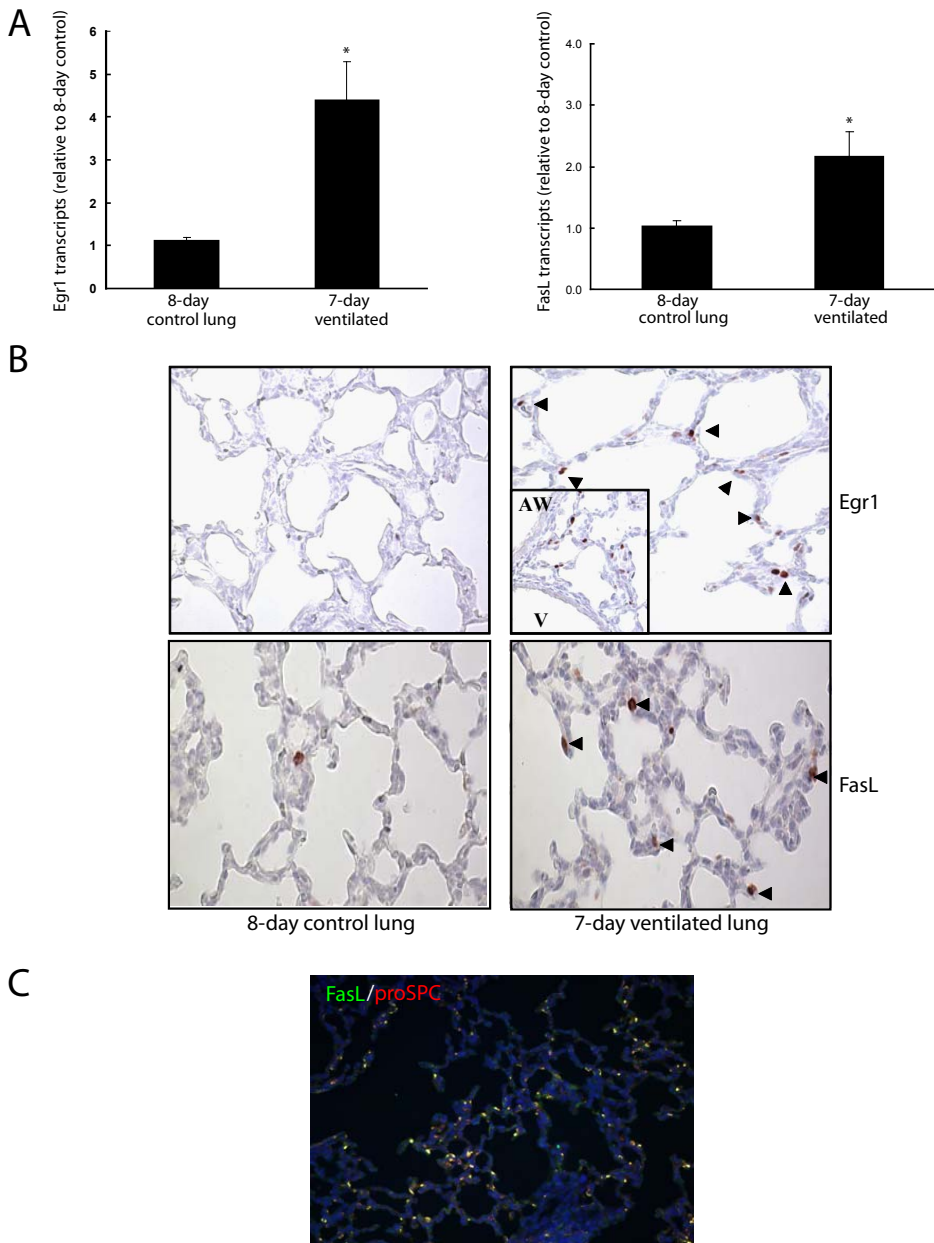 A
Egr1 transcripts (relative to 8-day control)
6
5
4
3
2
1
0
*
8-day
control lung
7-day
ventilated
FasL transcripts (relative to 8-day control)
4.0
3.0
2.0
1.0
0.0
*
8-day
control lung
7-day
ventilated
B
AW
V
Egr1
FasL
8-day control lung
7-day ventilated lung
C
FasL/proSPC